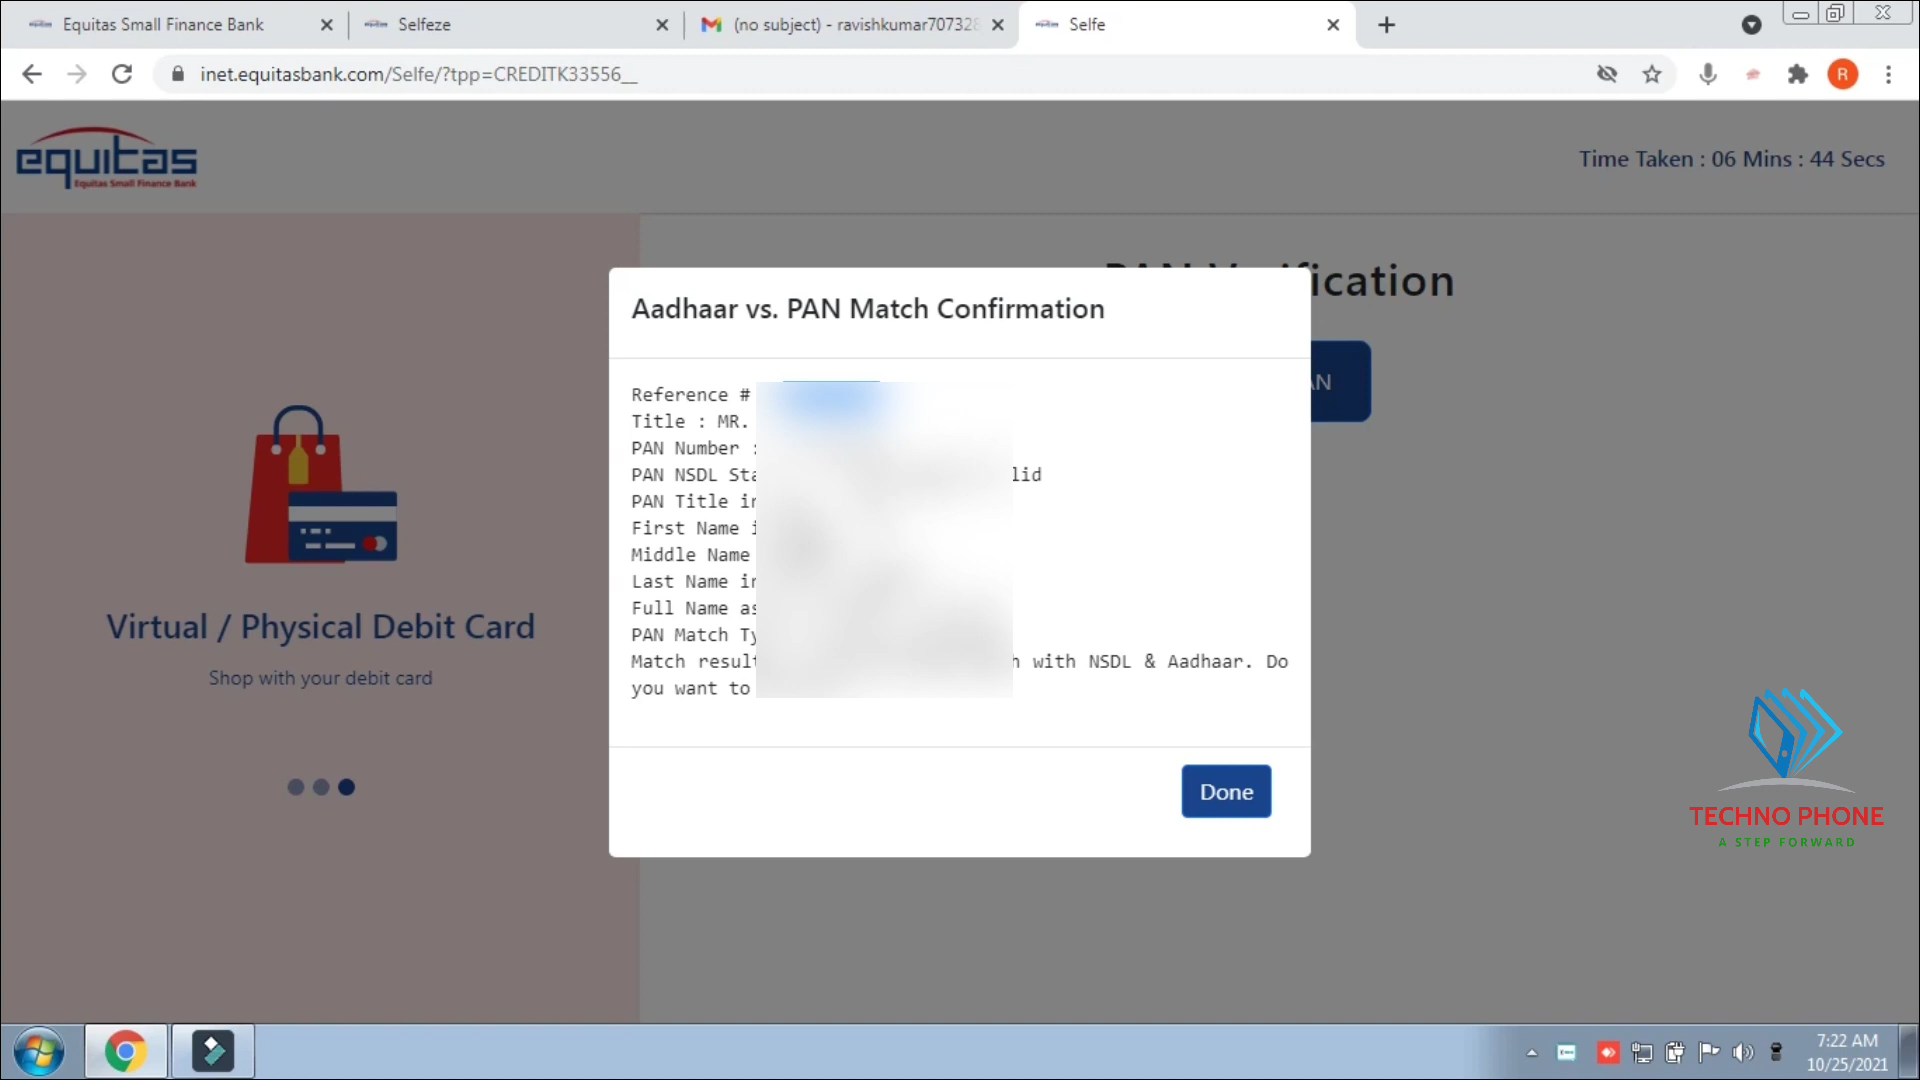 Equitas Small Finance Bank
Selfeze
(no subject) - ravishkumar70732
Selfe
inet.equitasbank.com/Selfe/?tpp=CREDITK33556__
R
equitas
Equitas Small Finance Bank
Time Taken : 06 Mins : 44 Secs
Aadhaar vs. PAN Match Confirmation
Reference #
Title : MR.
PAN Number :
PAN NSDL
PAN Title
First Name
Middle Name
Last Name
Full Name
PAN Match
Match with NSDL & Aadhaar. Do
you want to
Done
Virtual / Physical Debit Card
Shop with your debit card
TECHNO PHONE
A STEP FORWARD
7:22 AM
10/25/2021